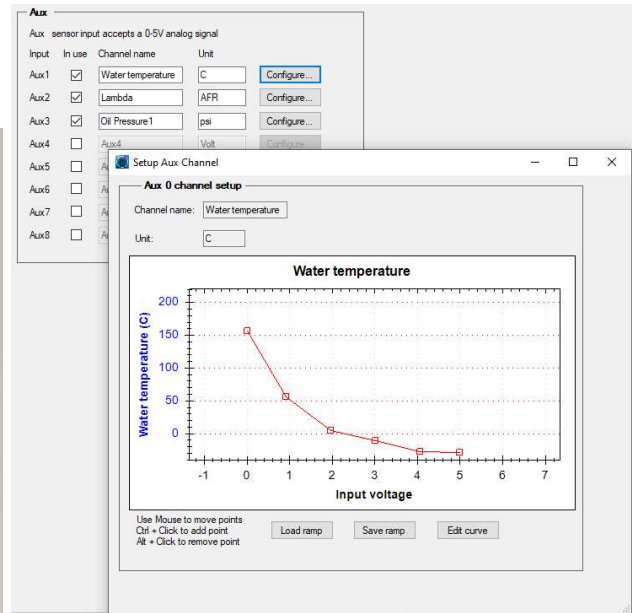 Aux
Aux sensor input accepts a 0-5V analog signal
Input In use Channel name Unit
Aux1 Water temperature C Configure...
Aux2 Lambda AFR Configure...
Aux3 Oil Pressure1 psi Configure...
Aux4 Aux4 Volt Configure...
Aux5
Aux6
Aux7
Aux8
Setup Aux Channel
Aux 0 channel setup
Channel name: Water temperature
Unit: C
Water temperature
Water temperature (C)
200
150
100
50
0
-1 0 1 2 3 4 5 6 7
Input voltage
Use Mouse to move points
Ctrl + Click to add point
Alt + Click to remove point
Load ramp Save ramp Edit curve